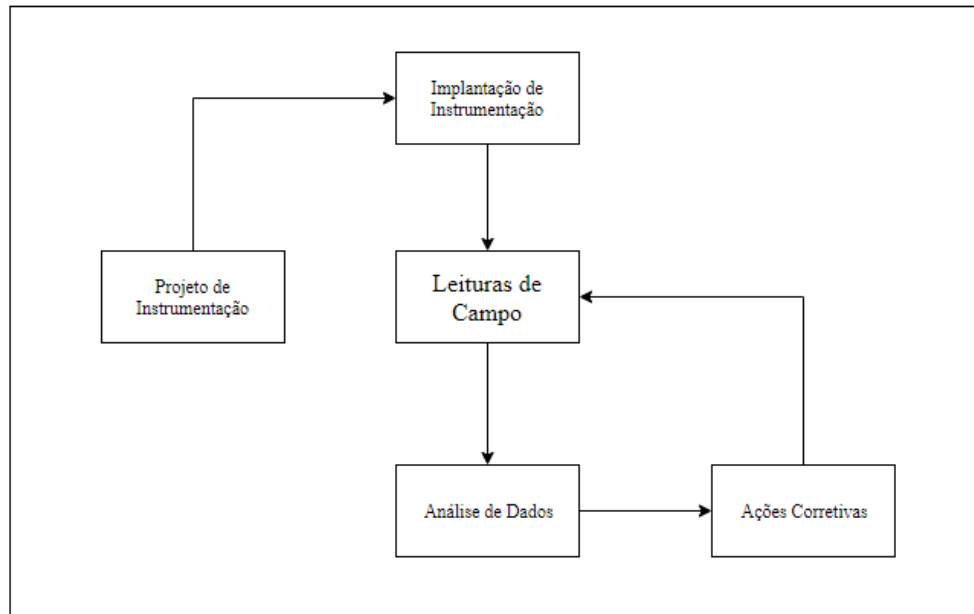 Implantação de
Instrumentação
Projeto de
Instrumentação
Leituras de
Campo
Análise de Dados
Ações Corretivas